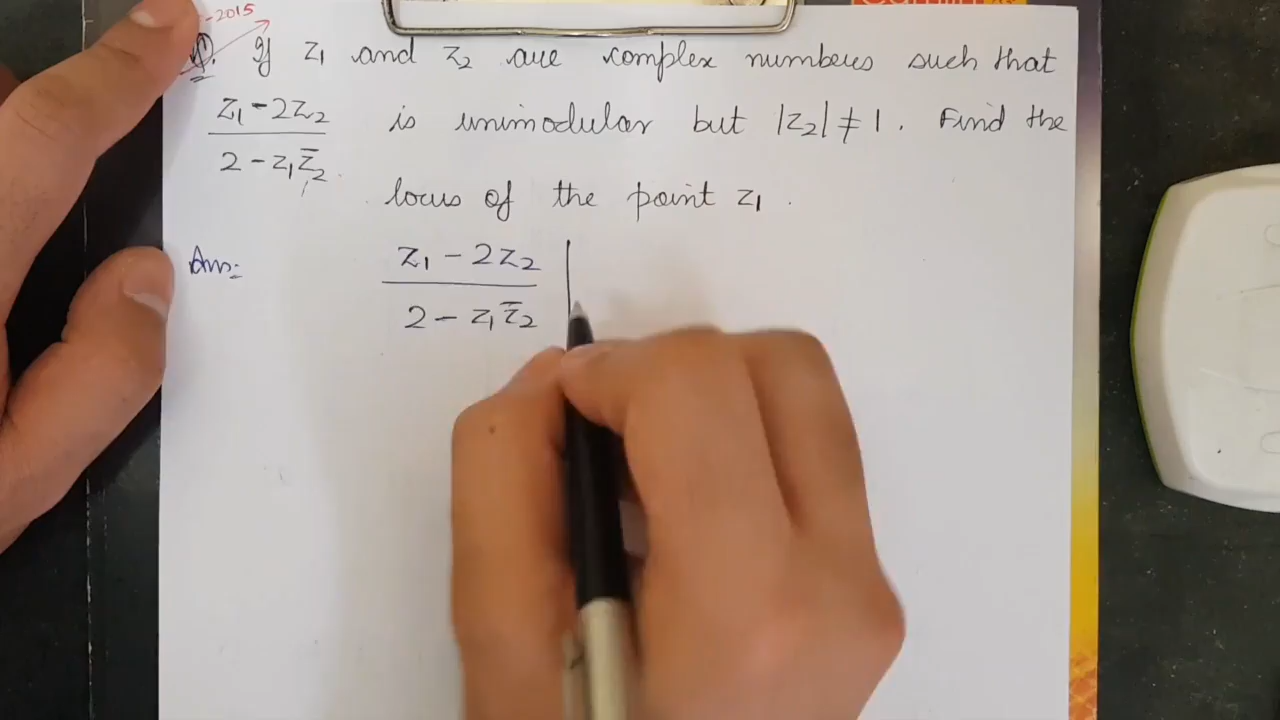 -2015
Q. If z₁ and z₂ are complex numbers such that
z₁ - 2z₂
2 - z₁z̄₂
is unimodular but |z₂| ≠ 1. Find the
locus of the point z₁.
Ans:
z₁ - 2z₂
2 - z₁z̄₂